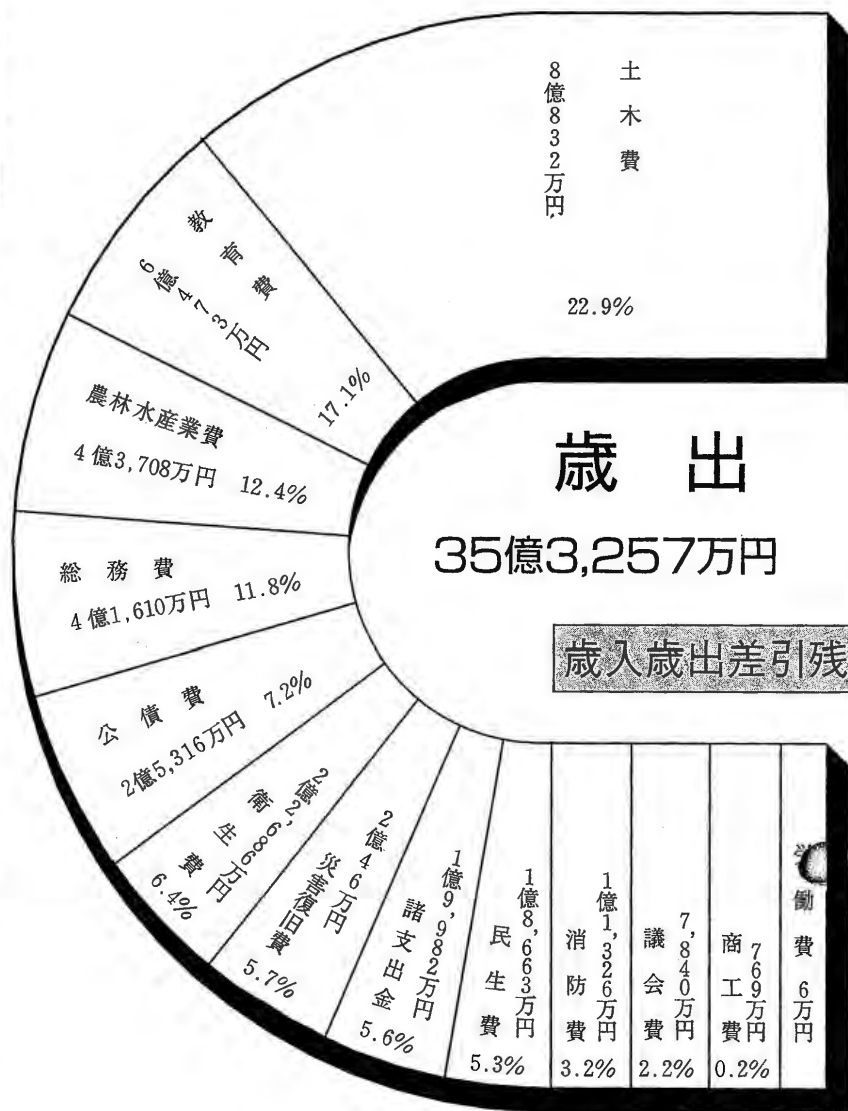 土木費
8億832万円
22.9%
教育費
6億473万円
17.1%
農林水産業費
4億3,708万円 12.4%
総務費
4億1,610万円 11.8%
公債費
2億5,316万円 7.2%
衛生費
2億2,686万円
6.4%
災害復旧費
2億46万円
5.7%
諸支出金
1億9,982万円
5.6%
民生費
1億8,663万円
5.3%
消防費
1億1,326万円
3.2%
議会費
7,840万円
2.2%
商工費
769万円
0.2%
働費 6万円
歳出
35億3,257万円
歳入歳出差引残